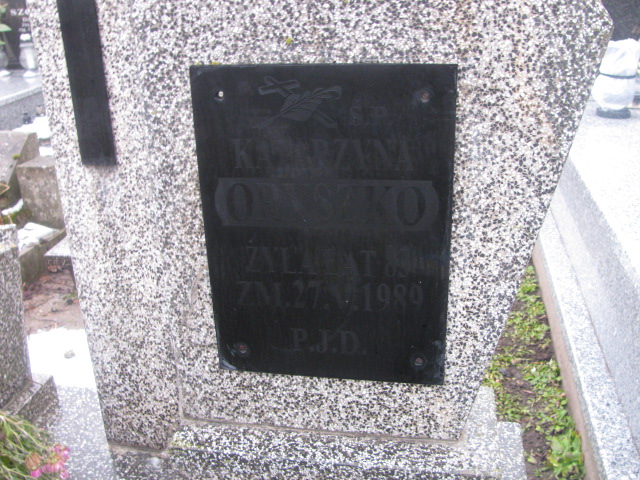 Ś.P.
KATARZYNA
ŻYŁA LAT 83
ZM. 27.V.1989
P.J.D.